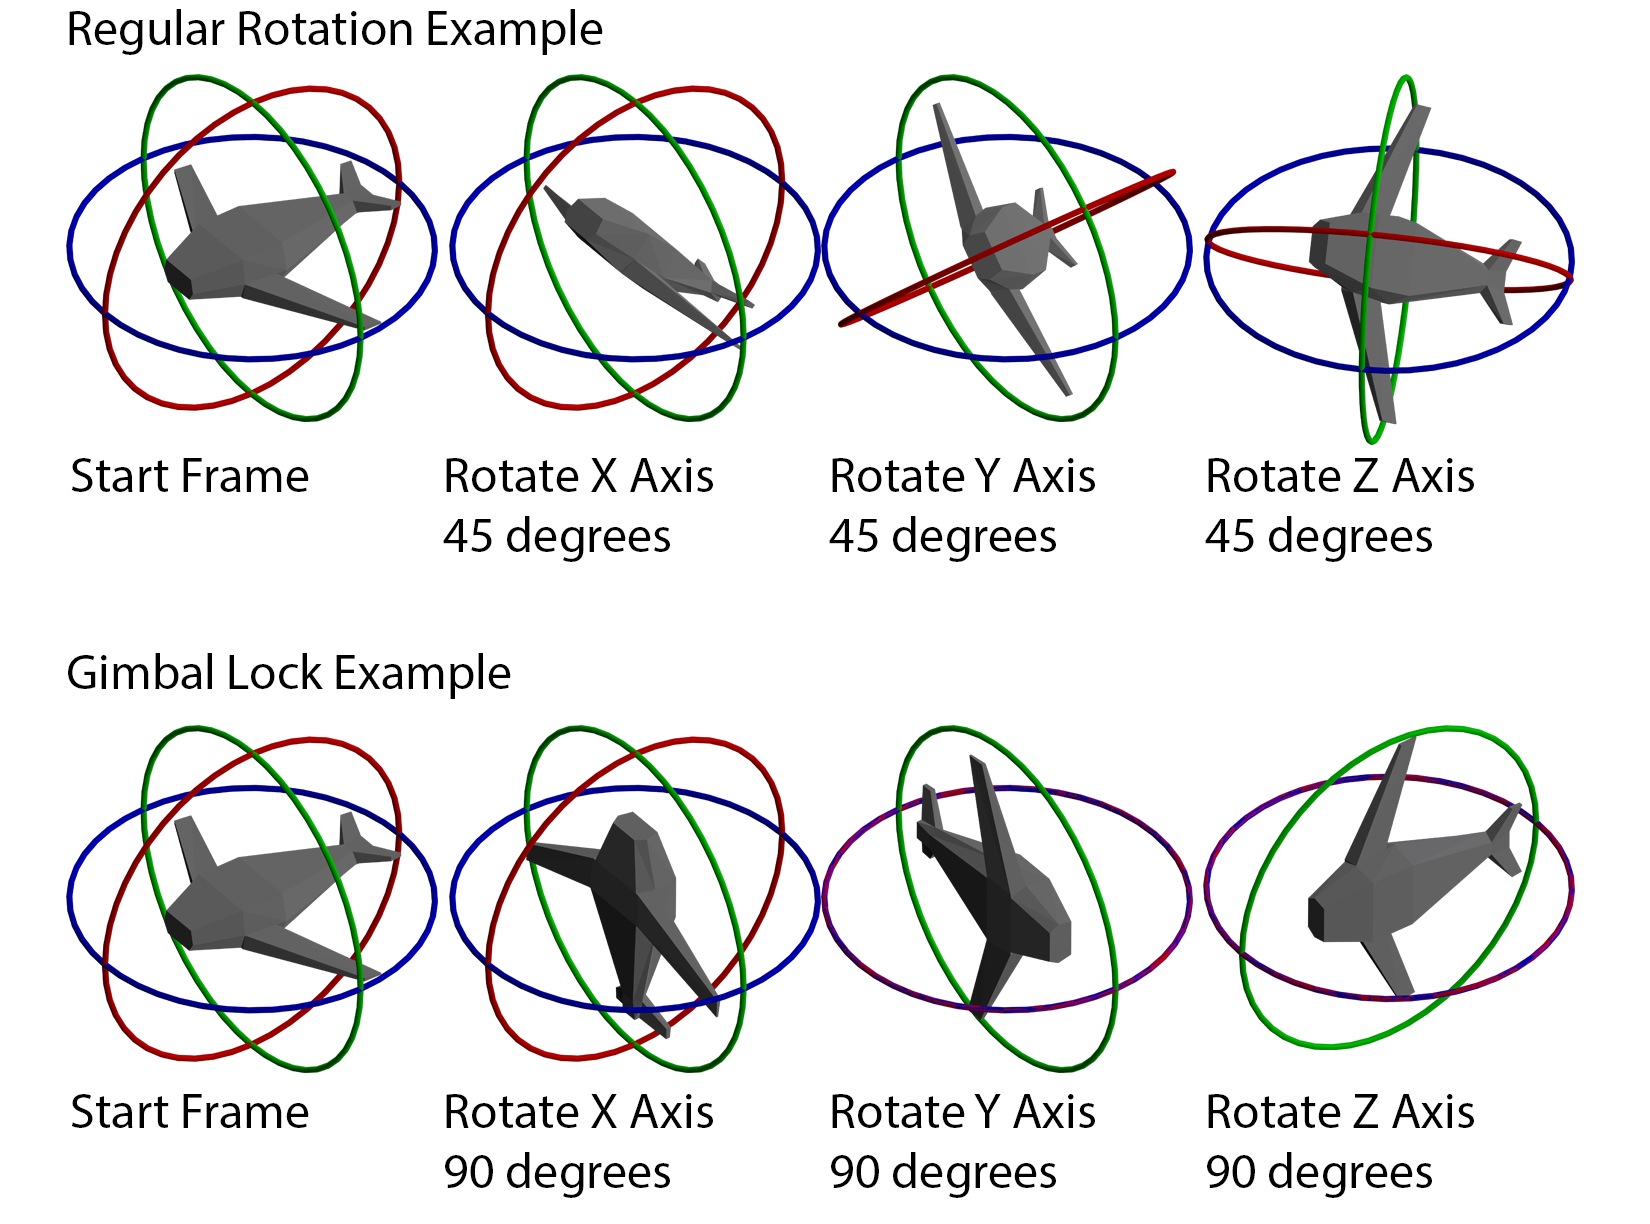 Regular Rotation Example
Start Frame
Rotate X Axis
45 degrees
Rotate Y Axis
45 degrees
Rotate Z Axis
45 degrees
Gimbal Lock Example
Start Frame
Rotate X Axis
90 degrees
Rotate Y Axis
90 degrees
Rotate Z Axis
90 degrees